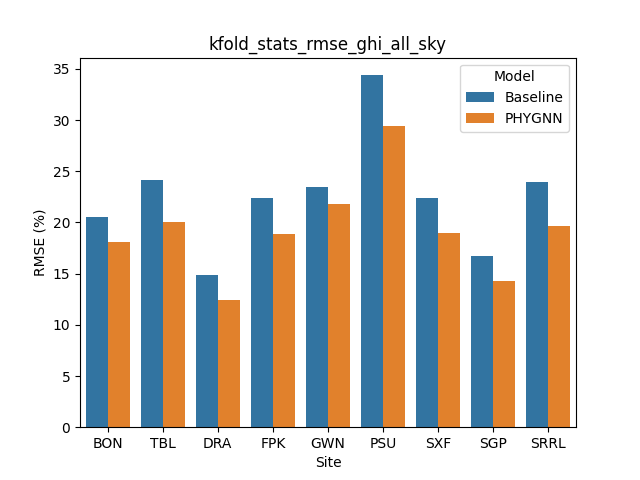 kfold_stats_rmse_ghi_all_sky
Model
Baseline
PHYGNN
RMSE (%)
35
30
25
20
15
10
5
0
BON TBL DRA FPK GWN PSU SXF SGP SRRL
Site